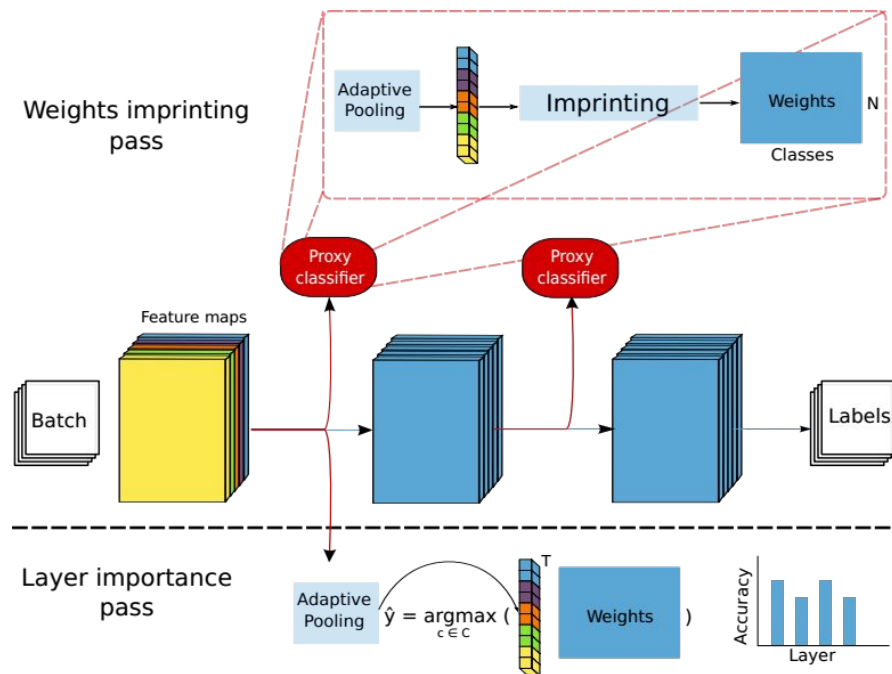 Weights imprinting
pass
Adaptive
Pooling
Imprinting
Weights
N
Classes
Proxy
classifier
Proxy
classifier
Feature maps
Batch
Labels
Layer importance
pass
Adaptive
Pooling
ŷ = argmax (
c ∈ C
T
Weights
)
Accuracy
Layer